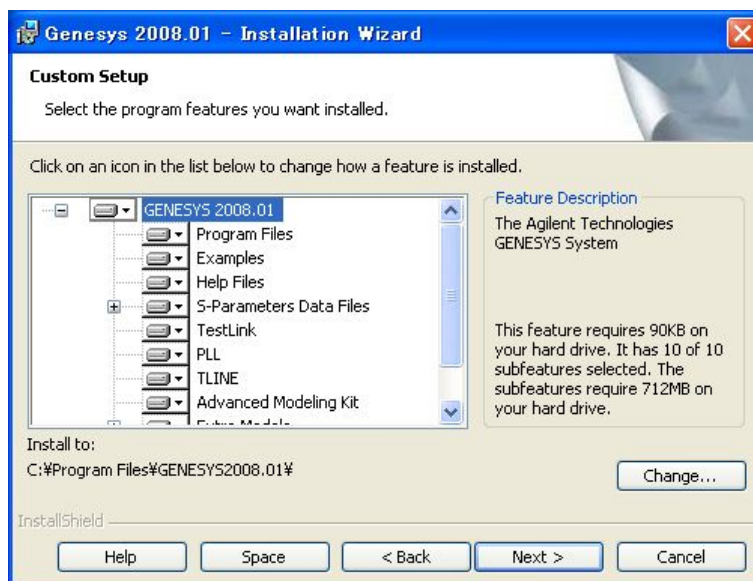 Genesys 2008.01 - Installation Wizard
Custom Setup
Select the program features you want installed.
Click on an icon in the list below to change how a feature is installed.
GENESYS 2008.01
Program Files
Examples
Help Files
S-Parameters Data Files
TestLink
PLL
TLINE
Advanced Modeling Kit
Feature Description
The Agilent Technologies
GENESYS System
This feature requires 90KB on
your hard drive. It has 10 of 10
subfeatures selected. The
subfeatures require 712MB on
your hard drive.
Install to:
C:¥Program Files¥GENESYS2008.01¥
Change...
InstallShield
Help
Space
< Back
Next >
Cancel